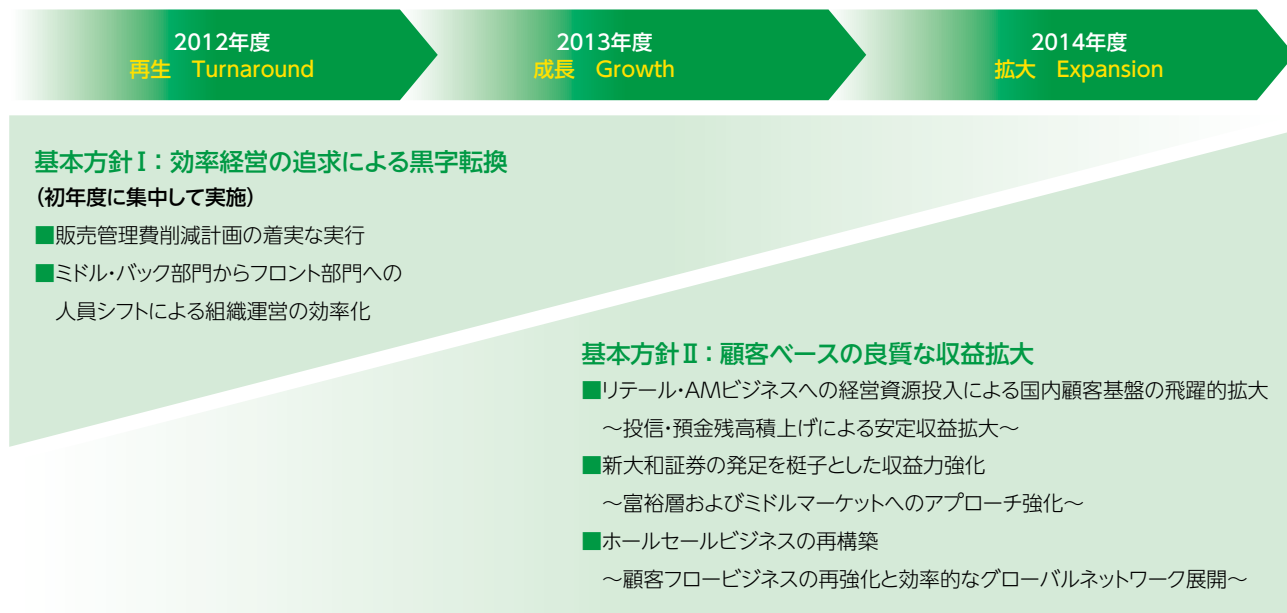 2012年度
再生 Turnaround
2013年度
成長 Growth
2014年度
拡大 Expansion
基本方針Ⅰ：効率経営の追求による黒字転換
（初年度に集中して実施）
■販売管理費削減計画の着実な実行
■ミドル・バック部門からフロント部門への
人員シフトによる組織運営の効率化
基本方針Ⅱ：顧客ベースの良質な収益拡大
■リテール・AMビジネスへの経営資源投入による国内顧客基盤の飛躍的拡大
～投信・預金残高積上げによる安定収益拡大～
■新大和証券の発足を梃子とした収益力強化
～富裕層およびミドルマーケットへのアプローチ強化～
■ホールセールビジネスの再構築
～顧客フロービジネスの再強化と効率的なグローバルネットワーク展開～